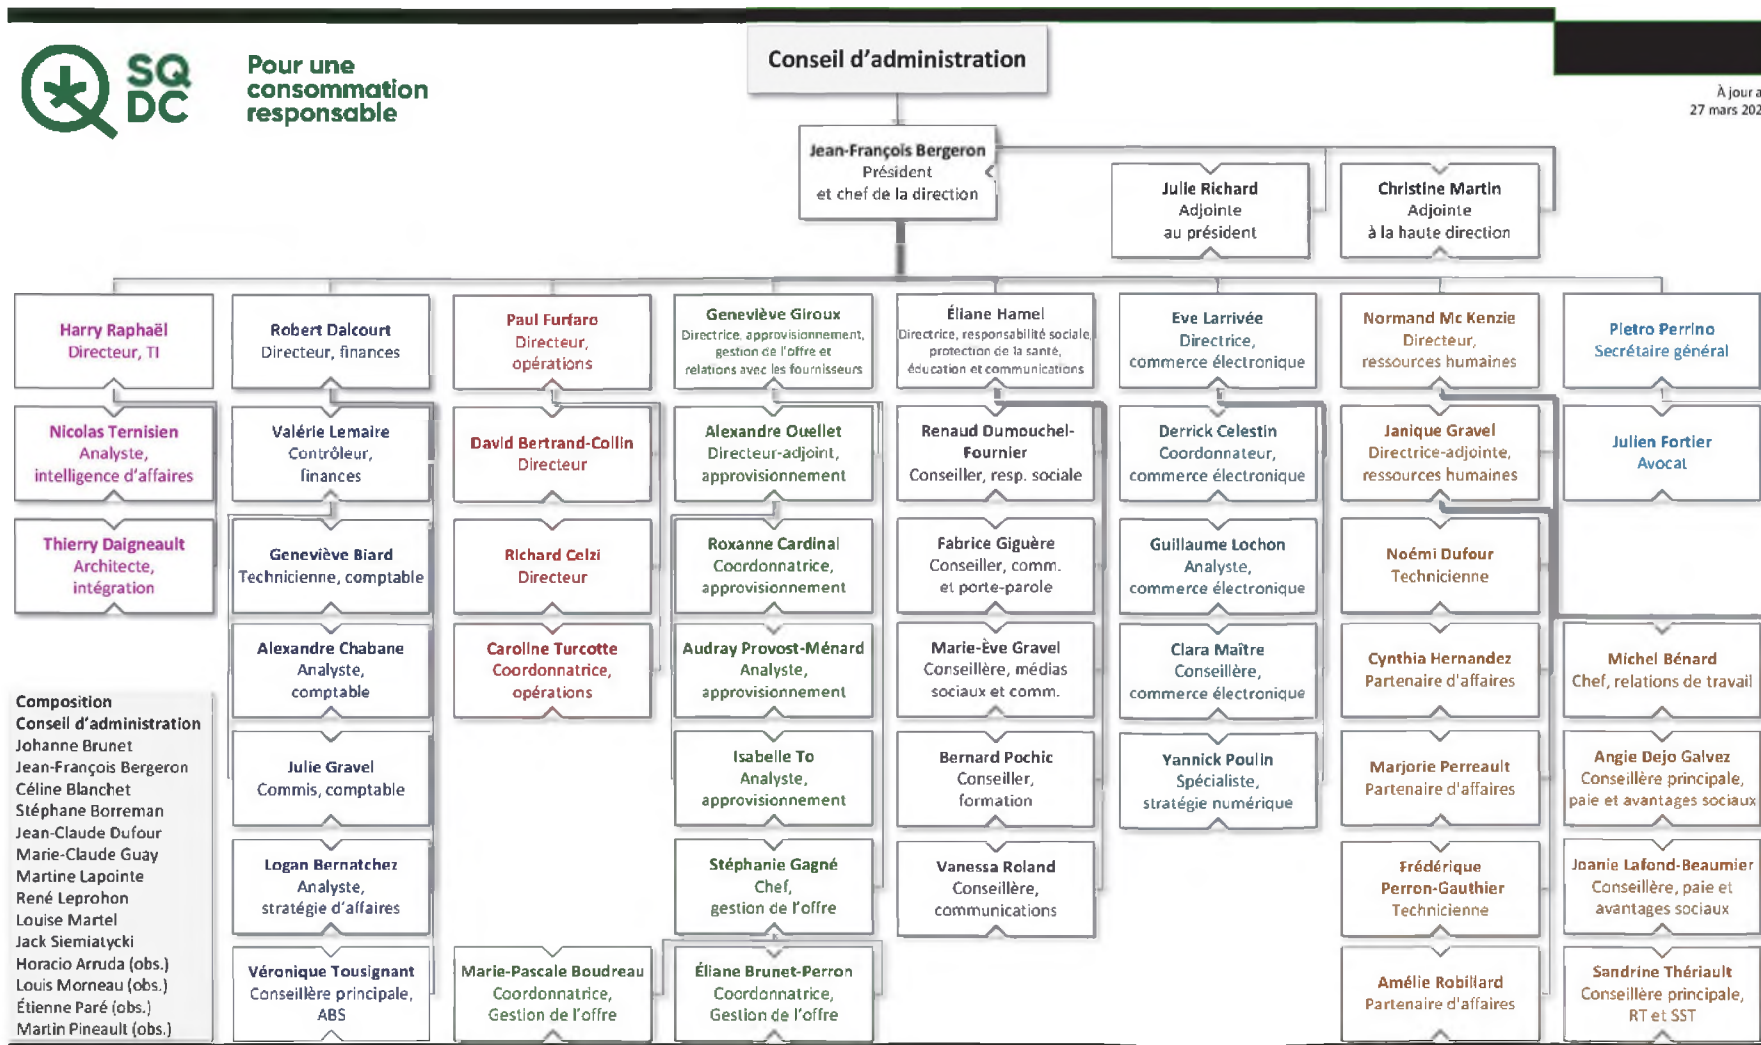 SQ
DC
Pour une
consommation
responsable
Conseil d'administration
À jour a
27 mars 202
Jean-François Bergeron
Président
et chef de la direction
Julie Richard
Adjointe
au président
Christine Martin
Adjointe
à la haute direction
Harry Raphaël
Directeur, TI
Robert Dalcourt
Directeur, finances
Paul Furfaro
Directeur,
opérations
Geneviève Giroux
Directrice, approvisionnement,
gestion de l'offre et
relations avec les fournisseurs
Éliane Hamel
Directrice, responsabilité sociale,
protection de la santé,
éducation et communications
Eve Larrivée
Directrice,
commerce électronique
Normand Mc Kenzie
Directeur,
ressources humaines
Pietro Perrino
Secrétaire général
Nicolas Ternisien
Analyste,
intelligence d'affaires
Valérie Lemaire
Contrôleur,
finances
David Bertrand-Collin
Directeur
Alexandre Ouellet
Directeur-adjoint,
approvisionnement
Renaud Dumouchel-
Fournier
Conseiller, resp. sociale
Derrick Celestin
Coordonnateur,
commerce électronique
Janique Gravel
Directrice-adjointe,
ressources humaines
Julien Fortier
Avocat
Thierry Daigneault
Architecte,
intégration
Geneviève Biard
Technicienne, comptable
Richard Celzi
Directeur
Roxanne Cardinal
Coordonnatrice,
approvisionnement
Fabrice Giguère
Conseiller, comm.
et porte-parole
Guillaume Lochon
Analyste,
commerce électronique
Noémi Dufour
Technicienne
Alexandre Chabane
Analyste,
comptable
Caroline Turcotte
Coordonnatrice,
opérations
Audray Provost-Ménard
Analyste,
approvisionnement
Marie-Ève Gravel
Conseillère, médias
sociaux et comm.
Clara Maître
Conseillère,
commerce électronique
Cynthia Hernandez
Partenaire d'affaires
Michel Bénard
Chef, relations de travail
Julie Gravel
Commis, comptable
Isabelle To
Analyste,
approvisionnement
Bernard Pochic
Conseiller,
formation
Yannick Poulin
Spécialiste,
stratégie numérique
Marjorie Perreault
Partenaire d'affaires
Angie Dejo Galvez
Conseillère principale,
paie et avantages sociaux
Logan Bernatchez
Analyste,
stratégie d'affaires
Stéphanie Gagné
Chef,
gestion de l'offre
Vanessa Roland
Conseillère,
communications
Frédérique
Perron-Gauthier
Technicienne
Joanie Lafond-Beaumier
Conseillère, paie et
avantages sociaux
Véronique Tousignant
Conseillère principale,
ABS
Marie-Pascale Boudreau
Coordonnatrice,
Gestion de l'offre
Éliane Brunet-Perron
Coordonnatrice,
Gestion de l'offre
Amélie Robillard
Partenaire d'affaires
Sandrine Thériault
Conseillère principale,
RT et SST
Composition
Conseil d'administration
Johanne Brunet
Jean-François Bergeron
Céline Blanchet
Stéphane Borreman
Jean-Claude Dufour
Marie-Claude Guay
Martine Lapointe
René Leprohon
Louise Martel
Jack Siemiatycki
Horacio Arruda (obs.)
Louis Morneau (obs.)
Étienne Paré (obs.)
Martin Pineault (obs.)